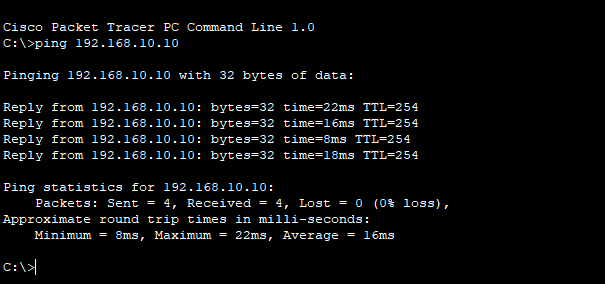 Cisco Packet Tracer PC Command Line 1.0
C:\>ping 192.168.10.10
Pinging 192.168.10.10 with 32 bytes of data:
Reply from 192.168.10.10: bytes=32 time=22ms TTL=254
Reply from 192.168.10.10: bytes=32 time=16ms TTL=254
Reply from 192.168.10.10: bytes=32 time=8ms TTL=254
Reply from 192.168.10.10: bytes=32 time=18ms TTL=254
Ping statistics for 192.168.10.10:
    Packets: Sent = 4, Received = 4, Lost = 0 (0% loss),
Approximate round trip times in milli-seconds:
    Minimum = 8ms, Maximum = 22ms, Average = 16ms
C:\>